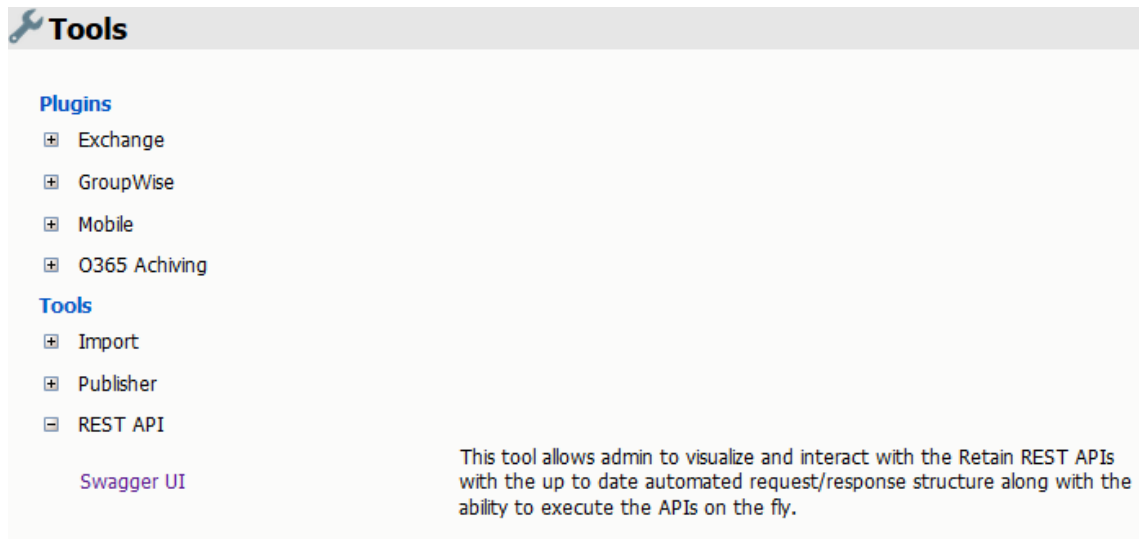 Tools
Plugins
Exchange
GroupWise
Mobile
O365 Achiving
Tools
Import
Publisher
REST API
Swagger UI
This tool allows admin to visualize and interact with the Retain REST APIs
with the up to date automated request/response structure along with the
ability to execute the APIs on the fly.